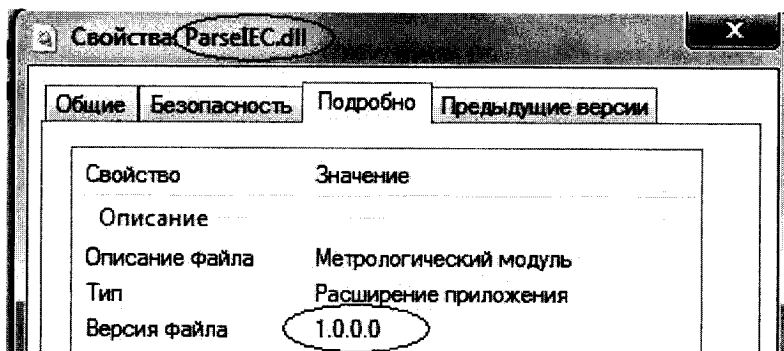 Свойства: ParseIEC.dll
Общие Безопасность Подробно Предыдущие версии
Свойство Значение
Описание
Описание файла Метрологический модуль
Тип Расширение приложения
Версия файла 1.0.0.0